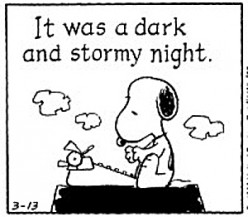 It was a dark
and stormy night.
3-13